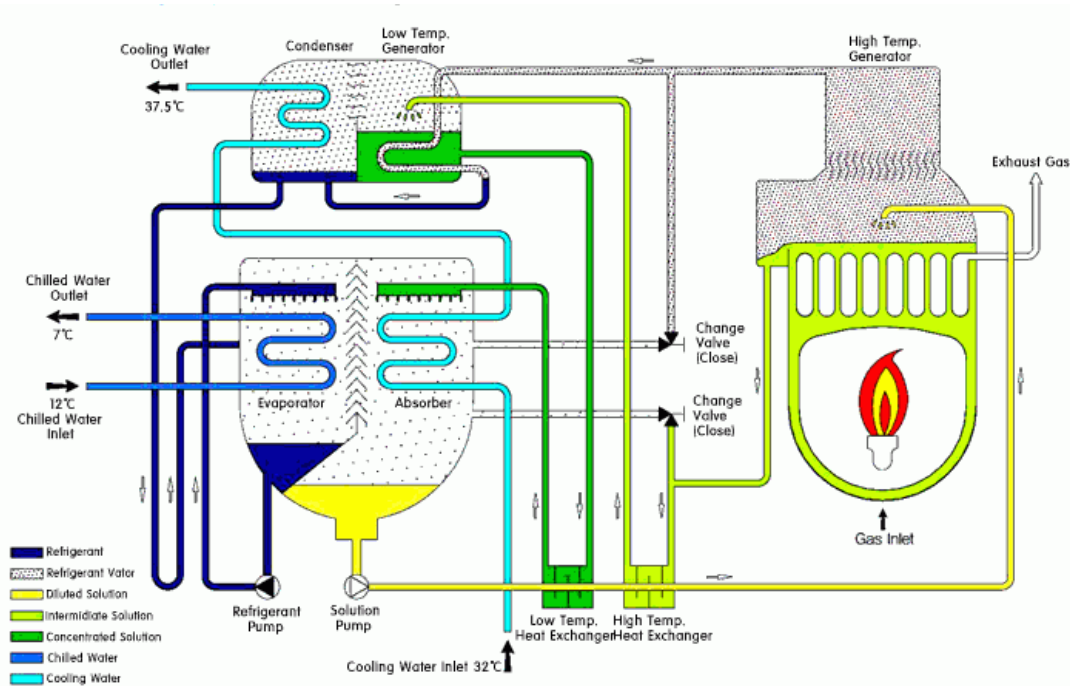 Cooling Water
Outlet
37.5℃
Condenser
Low Temp.
Generator
High Temp.
Generator
Exhaust Gas
Chilled Water
Outlet
7℃
12℃
Chilled Water
Inlet
Evaporator
Absorber
Change
Valve
(Close)
Change
Valve
(Close)
Gas Inlet
Refrigerant
Refrigerant Vator
Diluted Solution
Intermidiate Solution
Concentrated Solution
Chilled Water
Cooling Water
Refrigerant
Pump
Solution
Pump
Low Temp.
Heat Exchanger
High Temp.
Heat Exchanger
Cooling Water Inlet 32℃